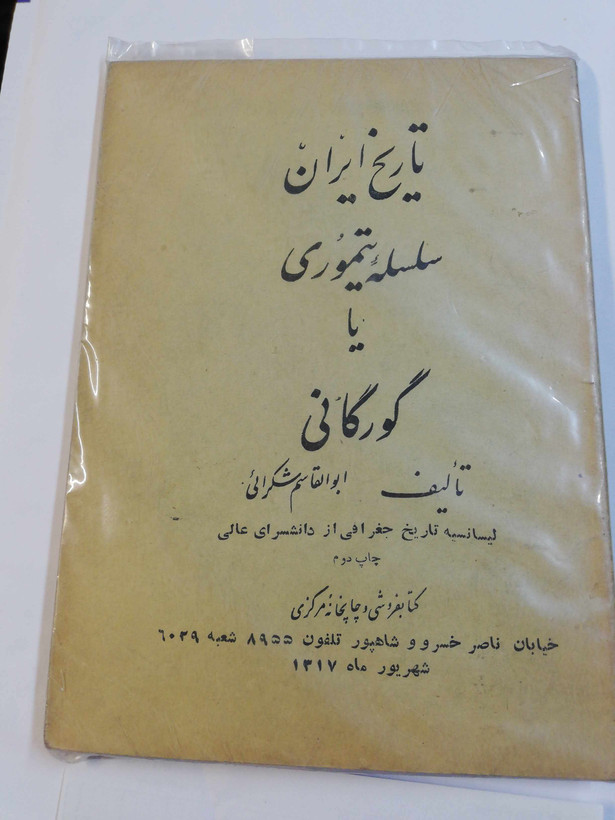 تاریخ ایران
سلسلهٔ تیموری
یا
گورگانی
تألیف ابوالقاسم شکرائی
لیسانسیه تاریخ جغرافی از دانشسرای عالی
چاپ دوم
کتابفروشی و چاپخانهٔ مرکزی
خیابان ناصر خسرو و شاهپور تلفون ۸۹۵۵ شعبه ۶۰۲۹
شهریور ماه ۱۳۱۷